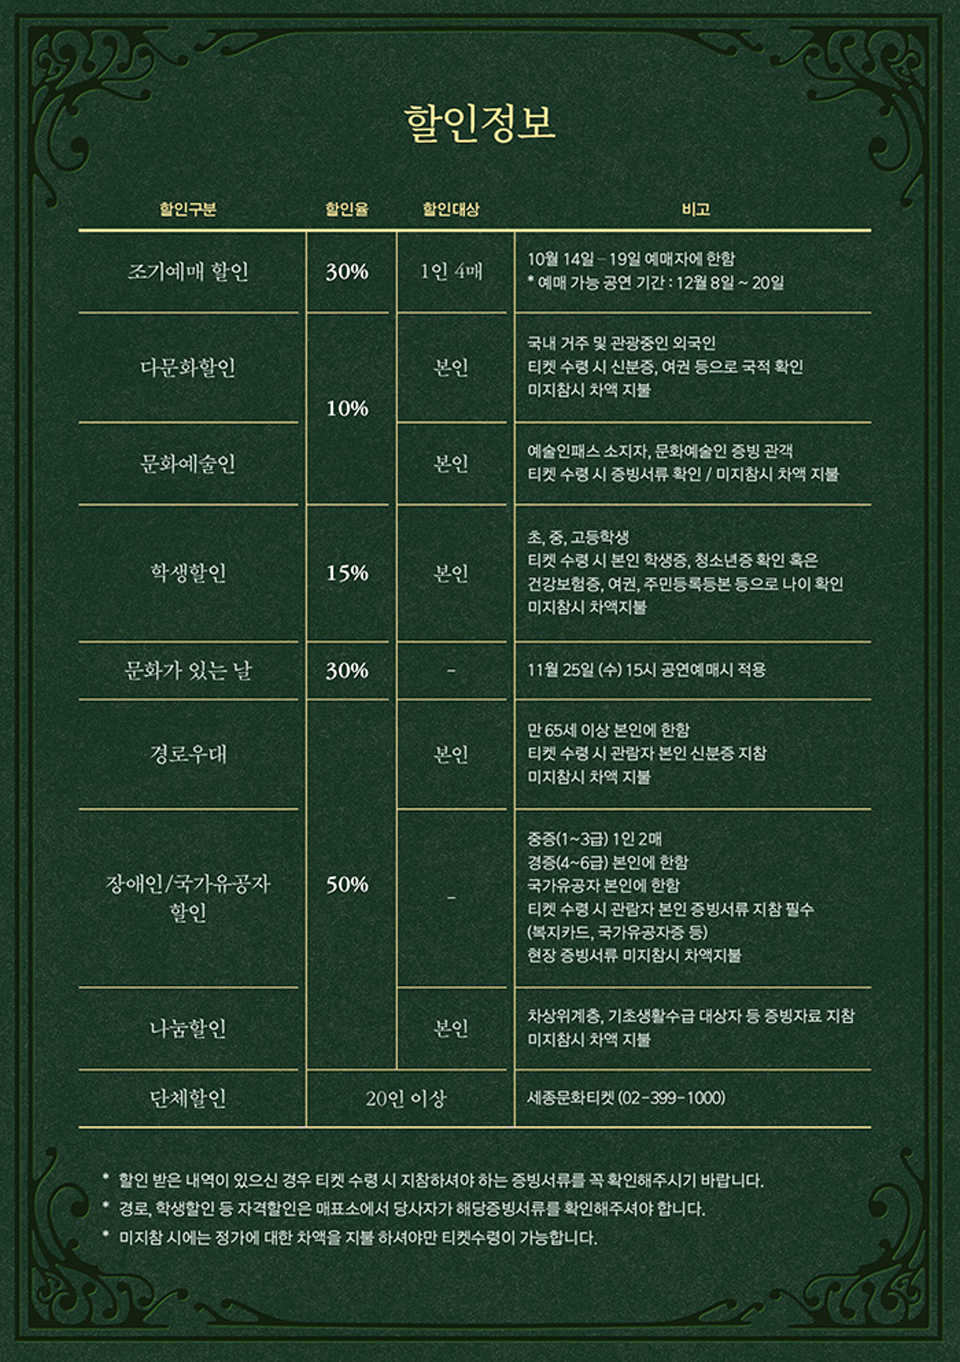 할인정보
할인구분 할인율 할인대상 비고
조기예매 할인 30% 1인 4매
10월 14일 – 19일 예매자에 한함
* 예매 가능 공연 기간 : 12월 8일 ~ 20일
다문화할인 10% 본인
국내 거주 및 관광중인 외국인
티켓 수령 시 신분증, 여권 등으로 국적 확인
미지참시 차액 지불
문화예술인 본인
예술인패스 소지자, 문화예술인 증빙 관객
티켓 수령 시 증빙서류 확인 / 미지참시 차액 지불
학생할인 15% 본인
초, 중, 고등학생
티켓 수령 시 본인 학생증, 청소년증 확인 혹은
건강보험증, 여권, 주민등록등본 등으로 나이 확인
미지참시 차액지불
문화가 있는 날 30% – 11월 25일 (수) 15시 공연예매시 적용
경로우대 본인
만 65세 이상 본인에 한함
티켓 수령 시 관람자 본인 신분증 지참
미지참시 차액 지불
장애인/국가유공자
할인
50% –
중증(1~3급) 1인 2매
경증(4~6급) 본인에 한함
국가유공자 본인에 한함
티켓 수령 시 관람자 본인 증빙서류 지참 필수
(복지카드, 국가유공자증 등)
현장 증빙서류 미지참시 차액지불
나눔할인 본인
차상위계층, 기초생활수급 대상자 등 증빙자료 지참
미지참시 차액 지불
단체할인 20인 이상 세종문화티켓 (02-399-1000)
* 할인 받은 내역이 있으신 경우 티켓 수령 시 지참하셔야 하는 증빙서류를 꼭 확인해주시기 바랍니다.
* 경로, 학생할인 등 자격할인은 매표소에서 당사자가 해당증빙서류를 확인해주셔야 합니다.
* 미지참 시에는 정가에 대한 차액을 지불 하셔야만 티켓수령이 가능합니다.